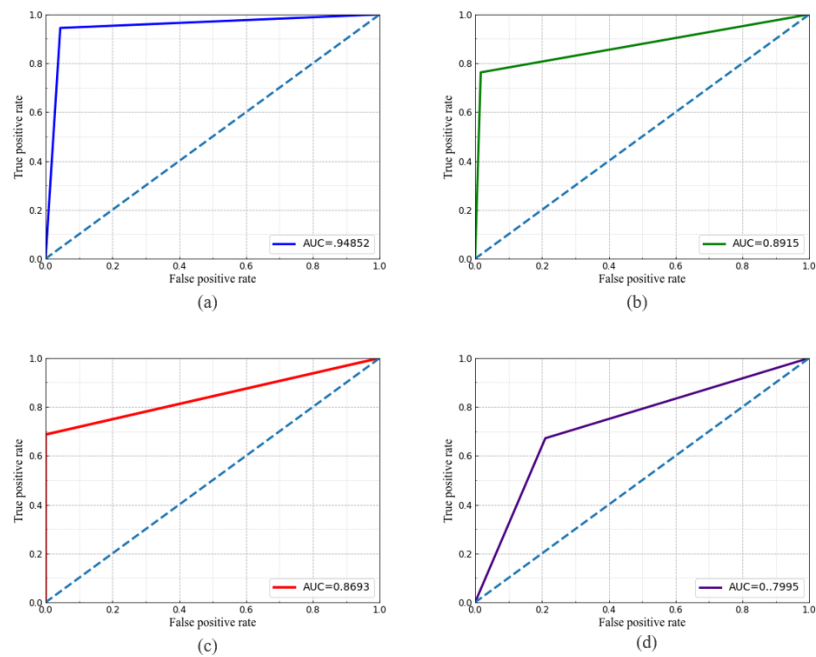 1.0
0.8
0.6
0.4
0.2
0.0
True positive rate
AUC=.94852
0.0 0.2 0.4 0.6 0.8 1.0
False positive rate
(a)
1.0
0.8
0.6
0.4
0.2
0.0
True positive rate
AUC=0.8915
0.0 0.2 0.4 0.6 0.8 1.0
False positive rate
(b)
1.0
0.8
0.6
0.4
0.2
0.0
True positive rate
AUC=0.8693
0.0 0.2 0.4 0.6 0.8 1.0
False positive rate
(c)
1.0
0.8
0.6
0.4
0.2
0.0
True positive rate
AUC=0..7995
0.0 0.2 0.4 0.6 0.8 1.0
False positive rate
(d)